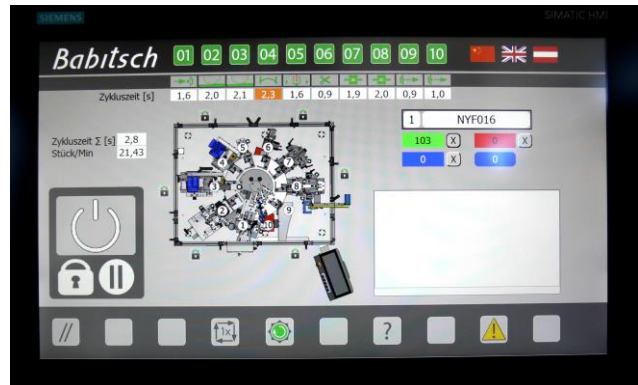 SIEMENS
SIMATIC HMI
Babitsch 01 02 03 04 05 06 07 08 09 10
Zykluszeit [s] 1,6 2,0 2,1 2,3 1,6 0,9 1,9 2,0 0,9 1,0
1 NYF016
Zykluszeit Σ [s] 2,8
103 X 0 X
Stück/Min 21,43
0 X 0
5 6
4 7
3 8
2 1 10 9
// 1x ?